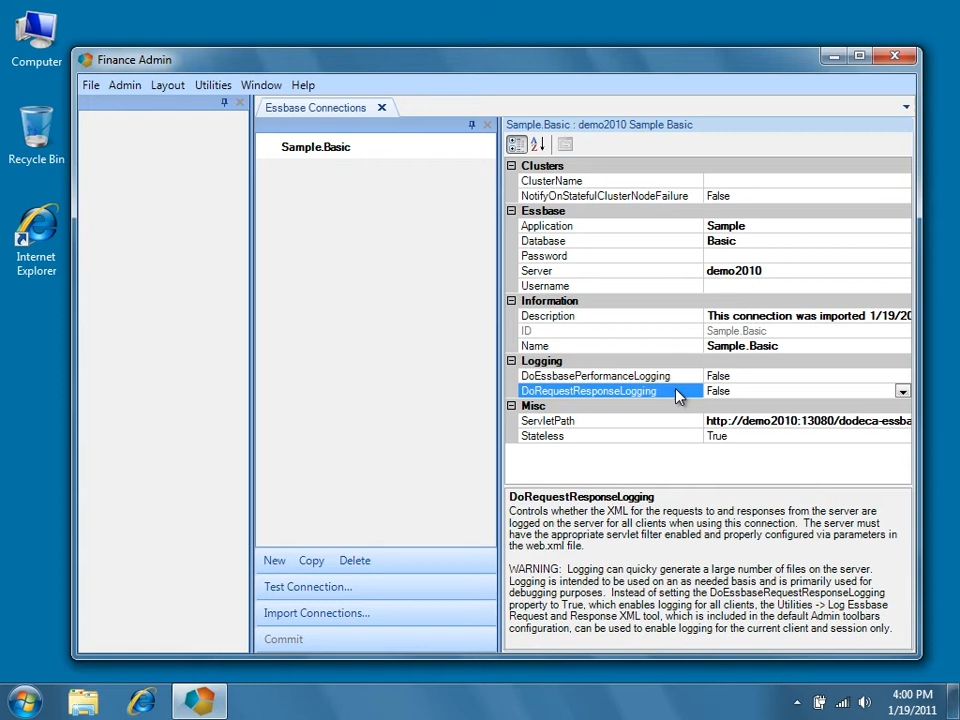 Computer
Recycle Bin
Internet
Explorer
Finance Admin
File Admin Layout Utilities Window Help
Essbase Connections
Sample.Basic
New Copy Delete
Test Connection...
Import Connections...
Commit
Sample.Basic : demo2010 Sample Basic
Clusters
ClusterName
NotifyOnStatefulClusterNodeFailure False
Essbase
Application Sample
Database Basic
Password
Server demo2010
Username
Information
Description This connection was imported 1/19/20
ID Sample.Basic
Name Sample.Basic
Logging
DoEssbasePerformanceLogging False
DoRequestResponseLogging False
Misc
ServletPath http://demo2010:13080/dodeca-essba
Stateless True
DoRequestResponseLogging
Controls whether the XML for the requests to and responses from the server are
logged on the server for all clients when using this connection. The server must
have the appropriate servlet filter enabled and properly configured via parameters in
the web.xml file.
WARNING: Logging can quicky generate a large number of files on the server.
Logging is intended to be used on an as needed basis and is primarily used for
debugging purposes. Instead of setting the DoEssbaseRequestResponseLogging
property to True, which enables logging for all clients, the Utilities -> Log Essbase
Request and Response XML tool, which is included in the default Admin toolbars
configuration, can be used to enable logging for the current client and session only.
4:00 PM
1/19/2011